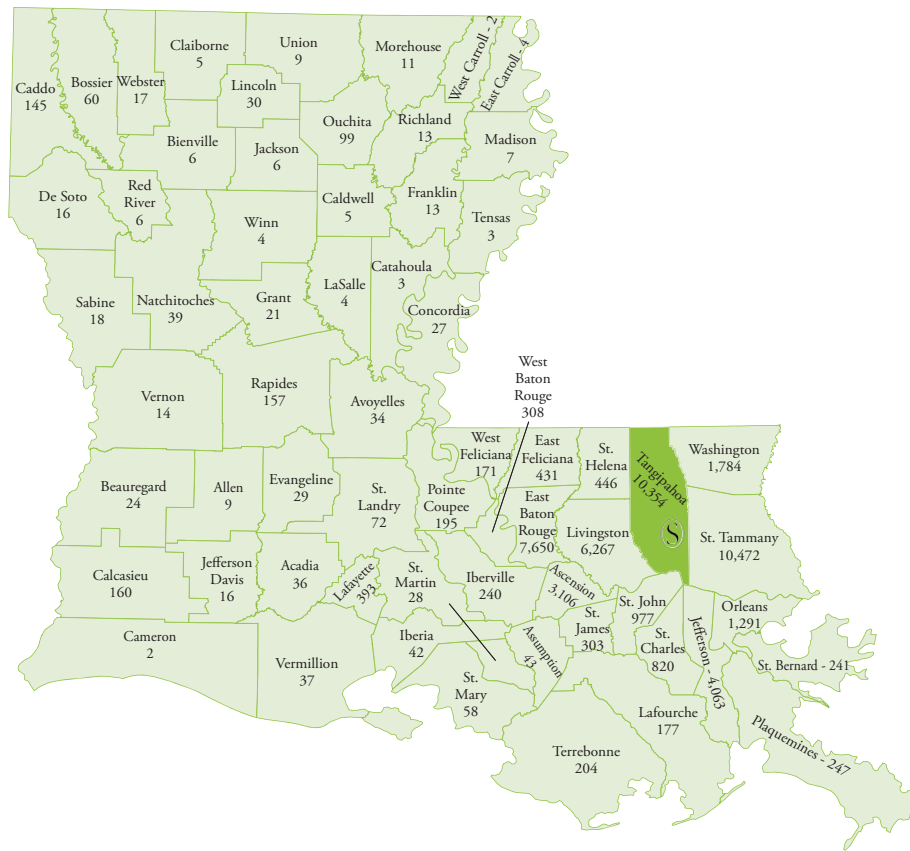 Claiborne
5
Union
9
Morehouse
11
West Carroll - 2
East Carroll - 4
Caddo
145
Bossier
60
Webster
17
Lincoln
30
Ouchita
99
Richland
13
Madison
7
Bienville
6
Jackson
6
De Soto
16
Red
River
6
Caldwell
5
Franklin
13
Tensas
3
Winn
4
Sabine
18
Natchitoches
39
Grant
21
LaSalle
4
Catahoula
3
Concordia
27
West
Baton
Rouge
308
Vernon
14
Rapides
157
Avoyelles
34
West
Feliciana
171
East
Feliciana
431
St.
Helena
446
Tangipahoa
10,354
S
Washington
1,784
Beauregard
24
Allen
9
Evangeline
29
St.
Landry
72
Pointe
Coupee
195
East
Baton
Rouge
7,650
Livingston
6,267
St. Tammany
10,472
Calcasieu
160
Jefferson
Davis
16
Acadia
36
Lafayette
393
St.
Martin
28
Iberville
240
Ascension
3,106
St.
James
303
St. John
977
St.
Charles
820
Jefferson - 4,063
Orleans
1,291
St. Bernard - 241
Plaquemines - 247
Cameron
2
Vermillion
37
Iberia
42
St.
Mary
58
Assumption
43
Terrebonne
204
Lafourche
177